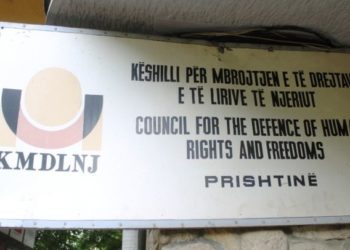 KËSHILLI PËR MBROJTJEN E TË DREJTAV
E TË LIRIVE TË NJERIUT
COUNCIL FOR THE DEFENCE OF HUM
RIGHTS AND FREEDOMS
PRISHTINË
KMDLNJ